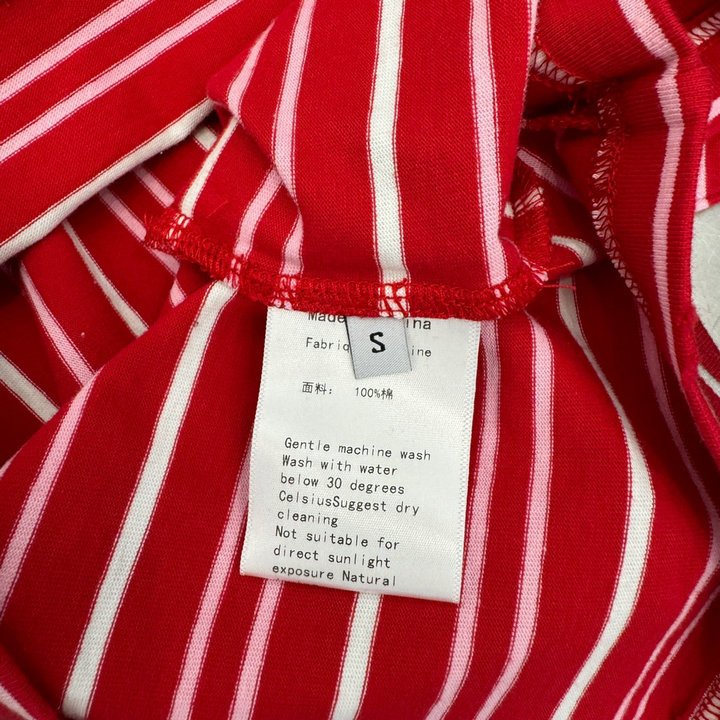 Made
S
Fabric
面料： 100%棉
Gentle machine wash
Wash with water
below 30 degrees
CelsiusSuggest dry
cleaning
Not suitable for
direct sunlight
exposure Natural